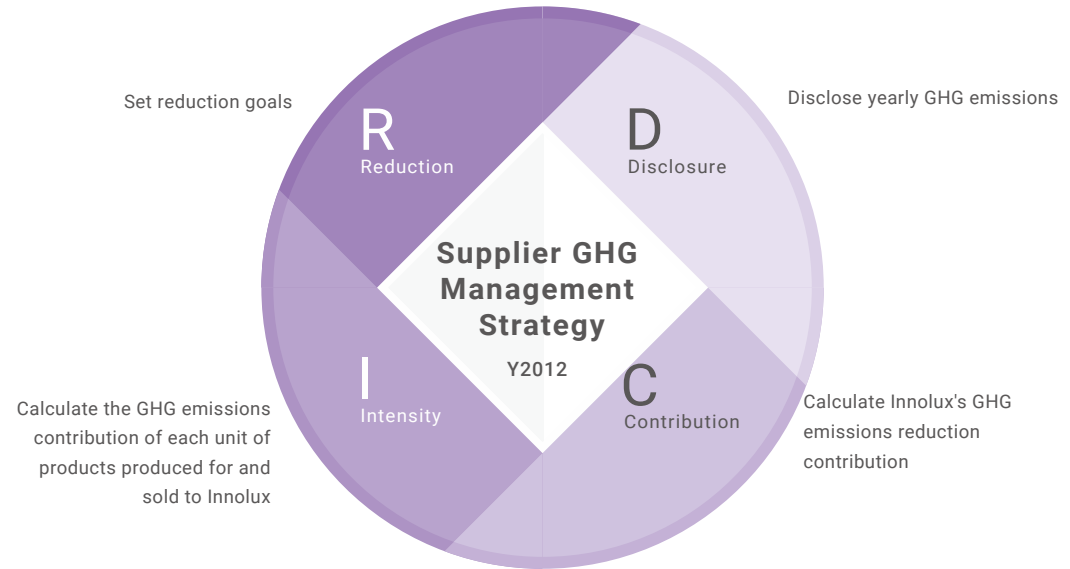 Set reduction goals
R
Reduction
Disclose yearly GHG emissions
D
Disclosure
Supplier GHG
Management
Strategy
Y2012
I
Intensity
Calculate the GHG emissions
contribution of each unit of
products produced for and
sold to Innolux
C
Contribution
Calculate Innolux's GHG
emissions reduction
contribution